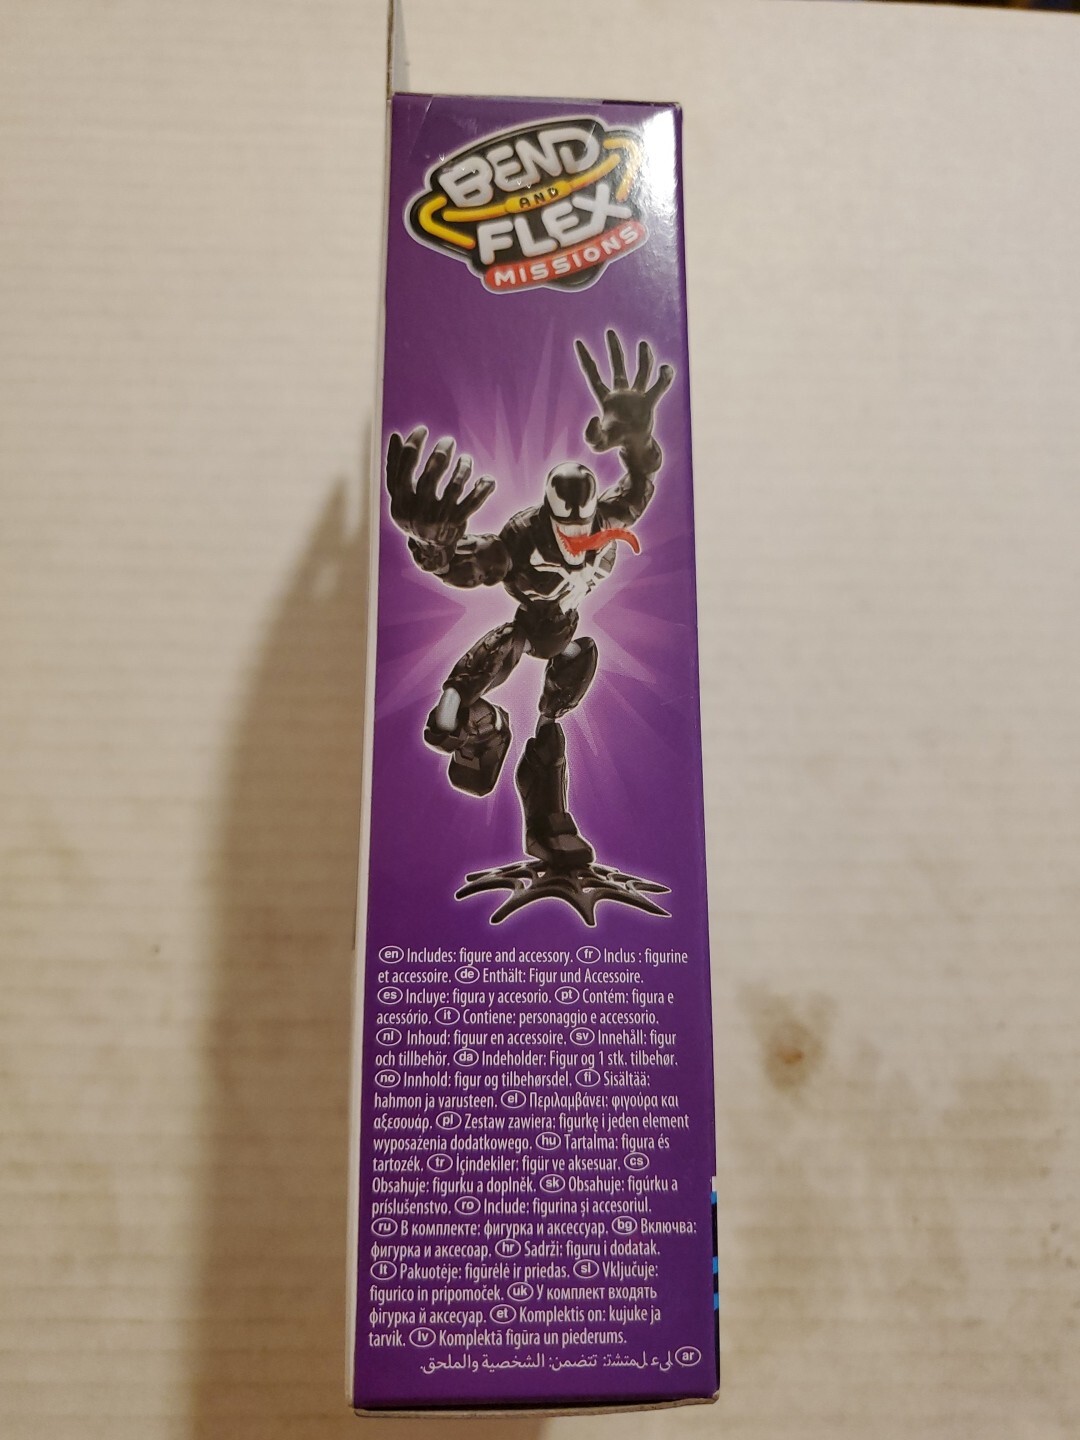 BEND
AND
FLEX
MISSIONS
en Includes: figure and accessory. fr Inclus : figurine
et accessoire. de Enthält: Figur und Accessoire.
es Incluye: figura y accesorio. pt Contém: figura e
acessório. it Contiene: personaggio e accessorio.
nl Inhoud: figuur en accessoire. sv Innehåll: figur
och tillbehör. da Indeholder: Figur og 1 stk. tilbehør.
no Innhold: figur og tilbehørsdel. fi Sisältää:
hahmon ja varusteen. el Περιλαμβάνει: φιγούρα και
αξεσουάρ. pl Zestaw zawiera: figurkę i jeden element
wyposażenia dodatkowego. hu Tartalma: figura és
tartozék. tr İçindekiler: figür ve aksesuar. cs
Obsahuje: figurku a doplněk. sk Obsahuje: figúrku a
príslušenstvo. ro Include: figurina și accesoriul.
ru В комплекте: фигурка и аксессуар. bg Включва:
фигурка и аксесоар. hr Sadrži: figuru i dodatak.
lt Pakuotėje: figūrėlė ir priedas. sl Vključuje:
figurico in pripomoček. uk У комплект входять
фігурка й аксесуар. et Komplektis on: kujuke ja
tarvik. lv Komplektā figūra un piederums.
ar تتضمن: الشخصية والملحق.